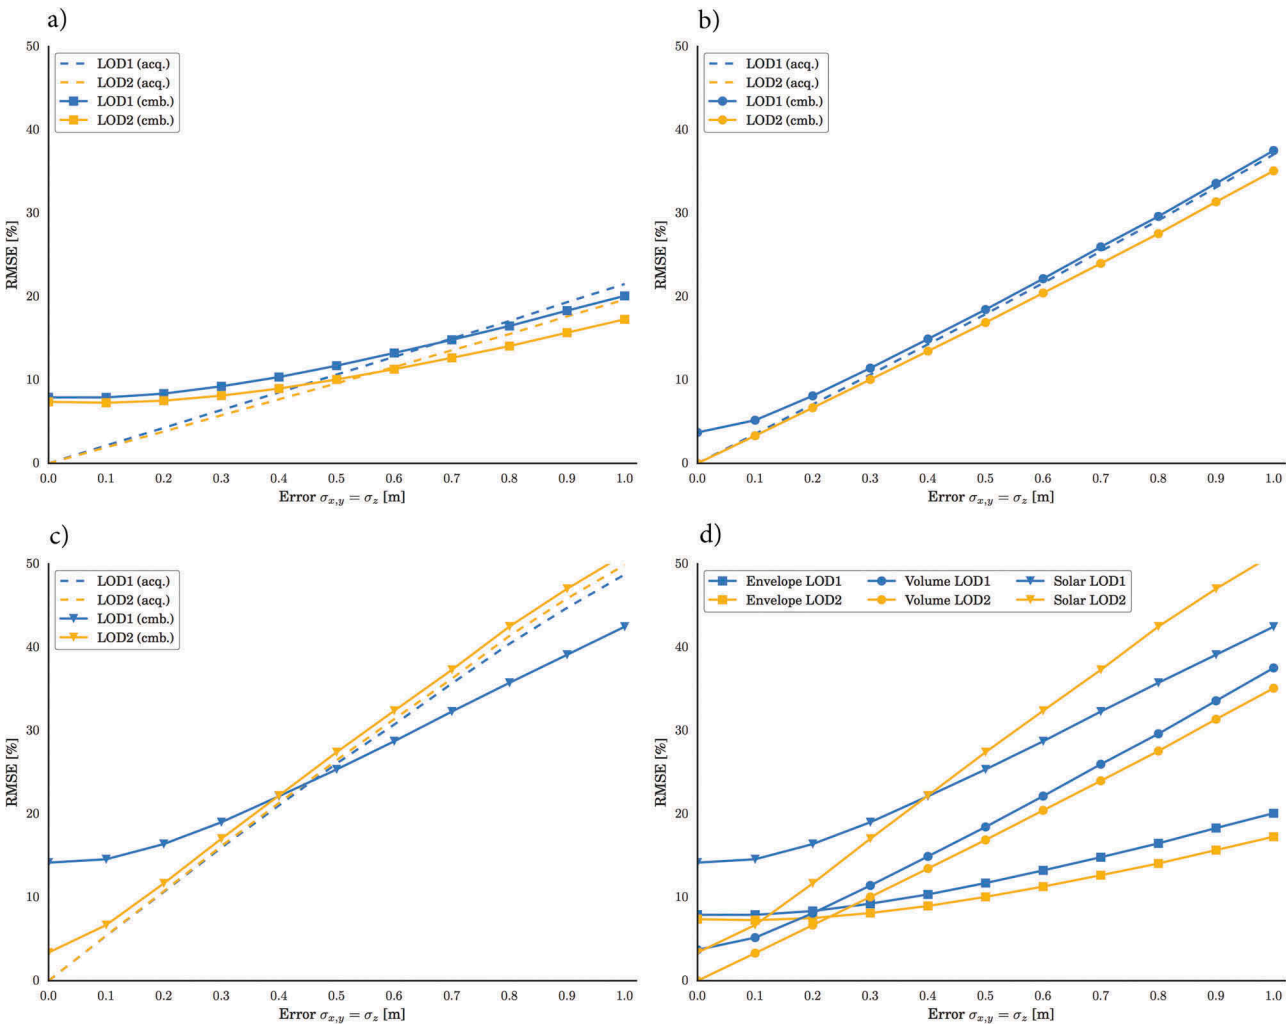 a)
50
40
30
20
10
0
RMSE [%]
LOD1 (acq.)
LOD2 (acq.)
LOD1 (cmb.)
LOD2 (cmb.)
0.0 0.1 0.2 0.3 0.4 0.5 0.6 0.7 0.8 0.9 1.0
Error σx,y = σz [m]
b)
50
40
30
20
10
0
RMSE [%]
LOD1 (acq.)
LOD2 (acq.)
LOD1 (cmb.)
LOD2 (cmb.)
0.0 0.1 0.2 0.3 0.4 0.5 0.6 0.7 0.8 0.9 1.0
Error σx,y = σz [m]
c)
50
40
30
20
10
0
RMSE [%]
LOD1 (acq.)
LOD2 (acq.)
LOD1 (cmb.)
LOD2 (cmb.)
0.0 0.1 0.2 0.3 0.4 0.5 0.6 0.7 0.8 0.9 1.0
Error σx,y = σz [m]
d)
50
40
30
20
10
0
RMSE [%]
Envelope LOD1 Volume LOD1 Solar LOD1
Envelope LOD2 Volume LOD2 Solar LOD2
0.0 0.1 0.2 0.3 0.4 0.5 0.6 0.7 0.8 0.9 1.0
Error σx,y = σz [m]